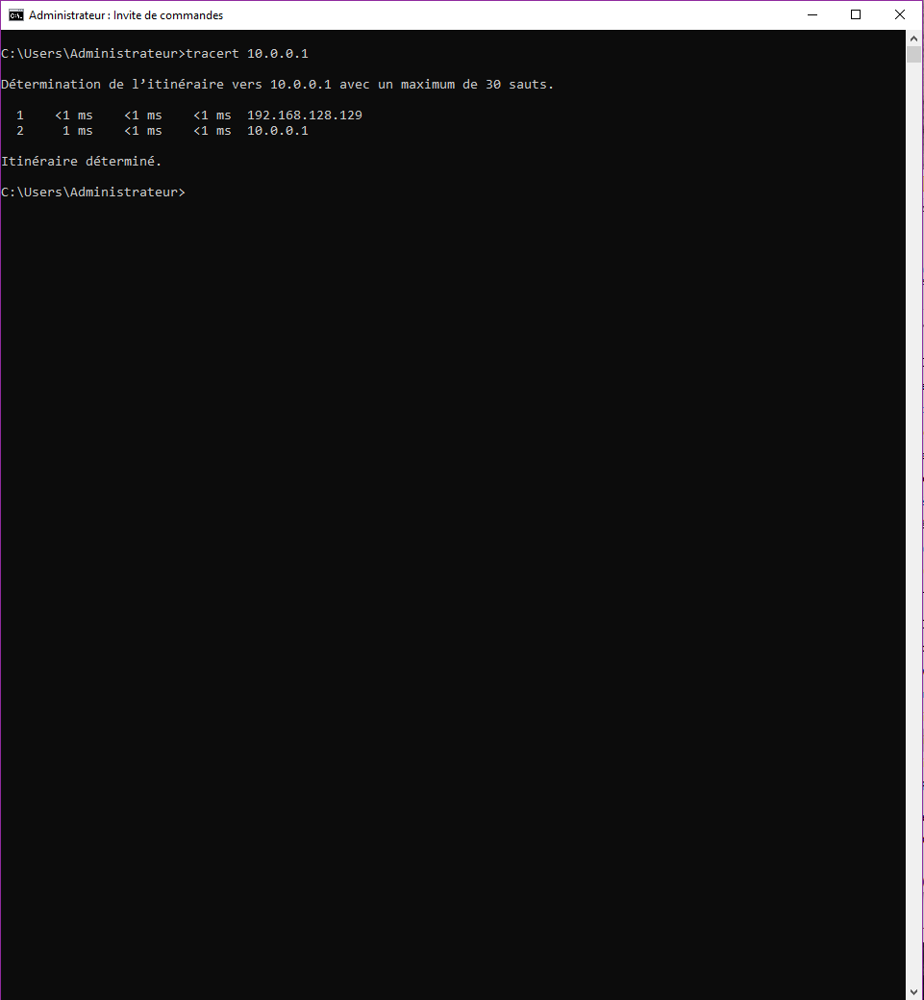 Administrateur : Invite de commandes
C:\Users\Administrateur>tracert 10.0.0.1
Détermination de l’itinéraire vers 10.0.0.1 avec un maximum de 30 sauts.
  1    <1 ms    <1 ms    <1 ms  192.168.128.129
  2     1 ms    <1 ms    <1 ms  10.0.0.1
Itinéraire déterminé.
C:\Users\Administrateur>